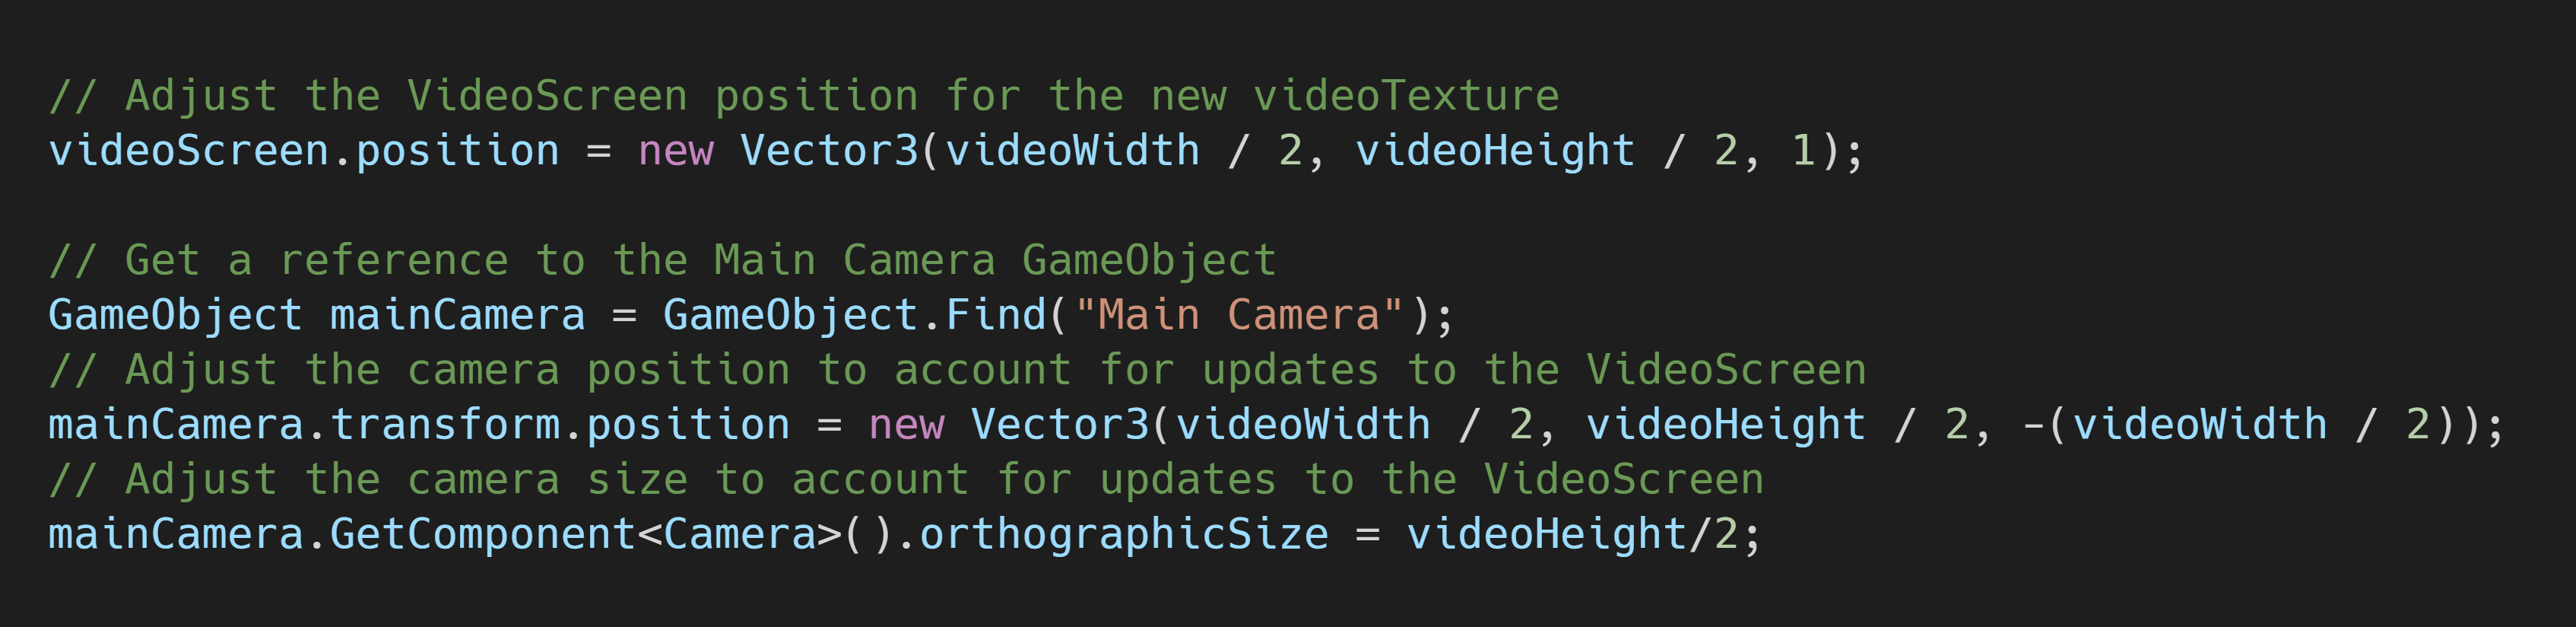 // Adjust the VideoScreen position for the new videoTexture
videoScreen.position = new Vector3(videoWidth / 2, videoHeight / 2, 1);
// Get a reference to the Main Camera GameObject
GameObject mainCamera = GameObject.Find("Main Camera");
// Adjust the camera position to account for updates to the VideoScreen
mainCamera.transform.position = new Vector3(videoWidth / 2, videoHeight / 2, -(videoWidth / 2));
// Adjust the camera size to account for updates to the VideoScreen
mainCamera.GetComponent<Camera>().orthographicSize = videoHeight/2;